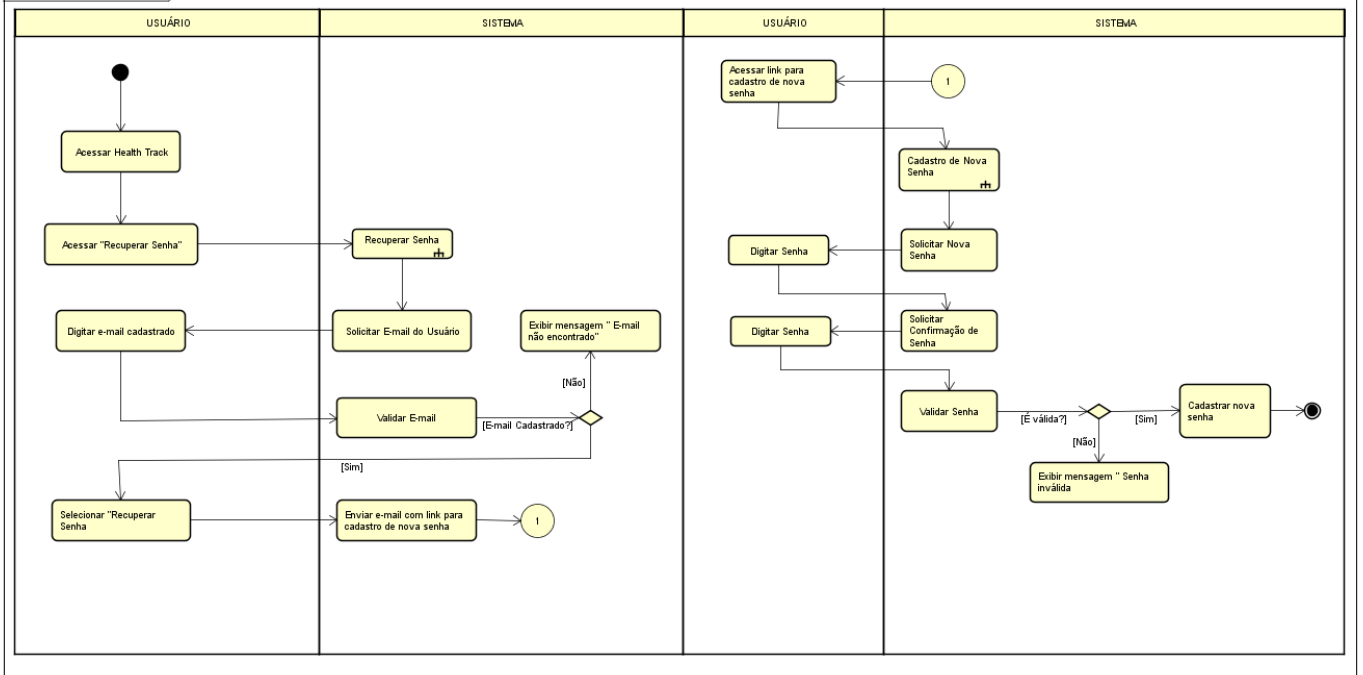 USUÁRIO
SISTEMA
USUÁRIO
SISTEMA
Acessar Health Track
Acessar "Recuperar Senha"
Recuperar Senha
Digitar e-mail cadastrado
Solicitar E-mail do Usuário
Exibir mensagem " E-mail
não encontrado"
[Não]
Validar E-mail
[E-mail Cadastrado?]
[Sim]
Selecionar "Recuperar
Senha
Enviar e-mail com link para
cadastro de nova senha
1
Acessar link para
cadastro de nova
senha
1
Cadastro de Nova
Senha
Digitar Senha
Solicitar Nova
Senha
Digitar Senha
Solicitar
Confirmação de
Senha
Validar Senha
[É válida?]
[Sim]
Cadastrar nova
senha
[Não]
Exibir mensagem " Senha
inválida